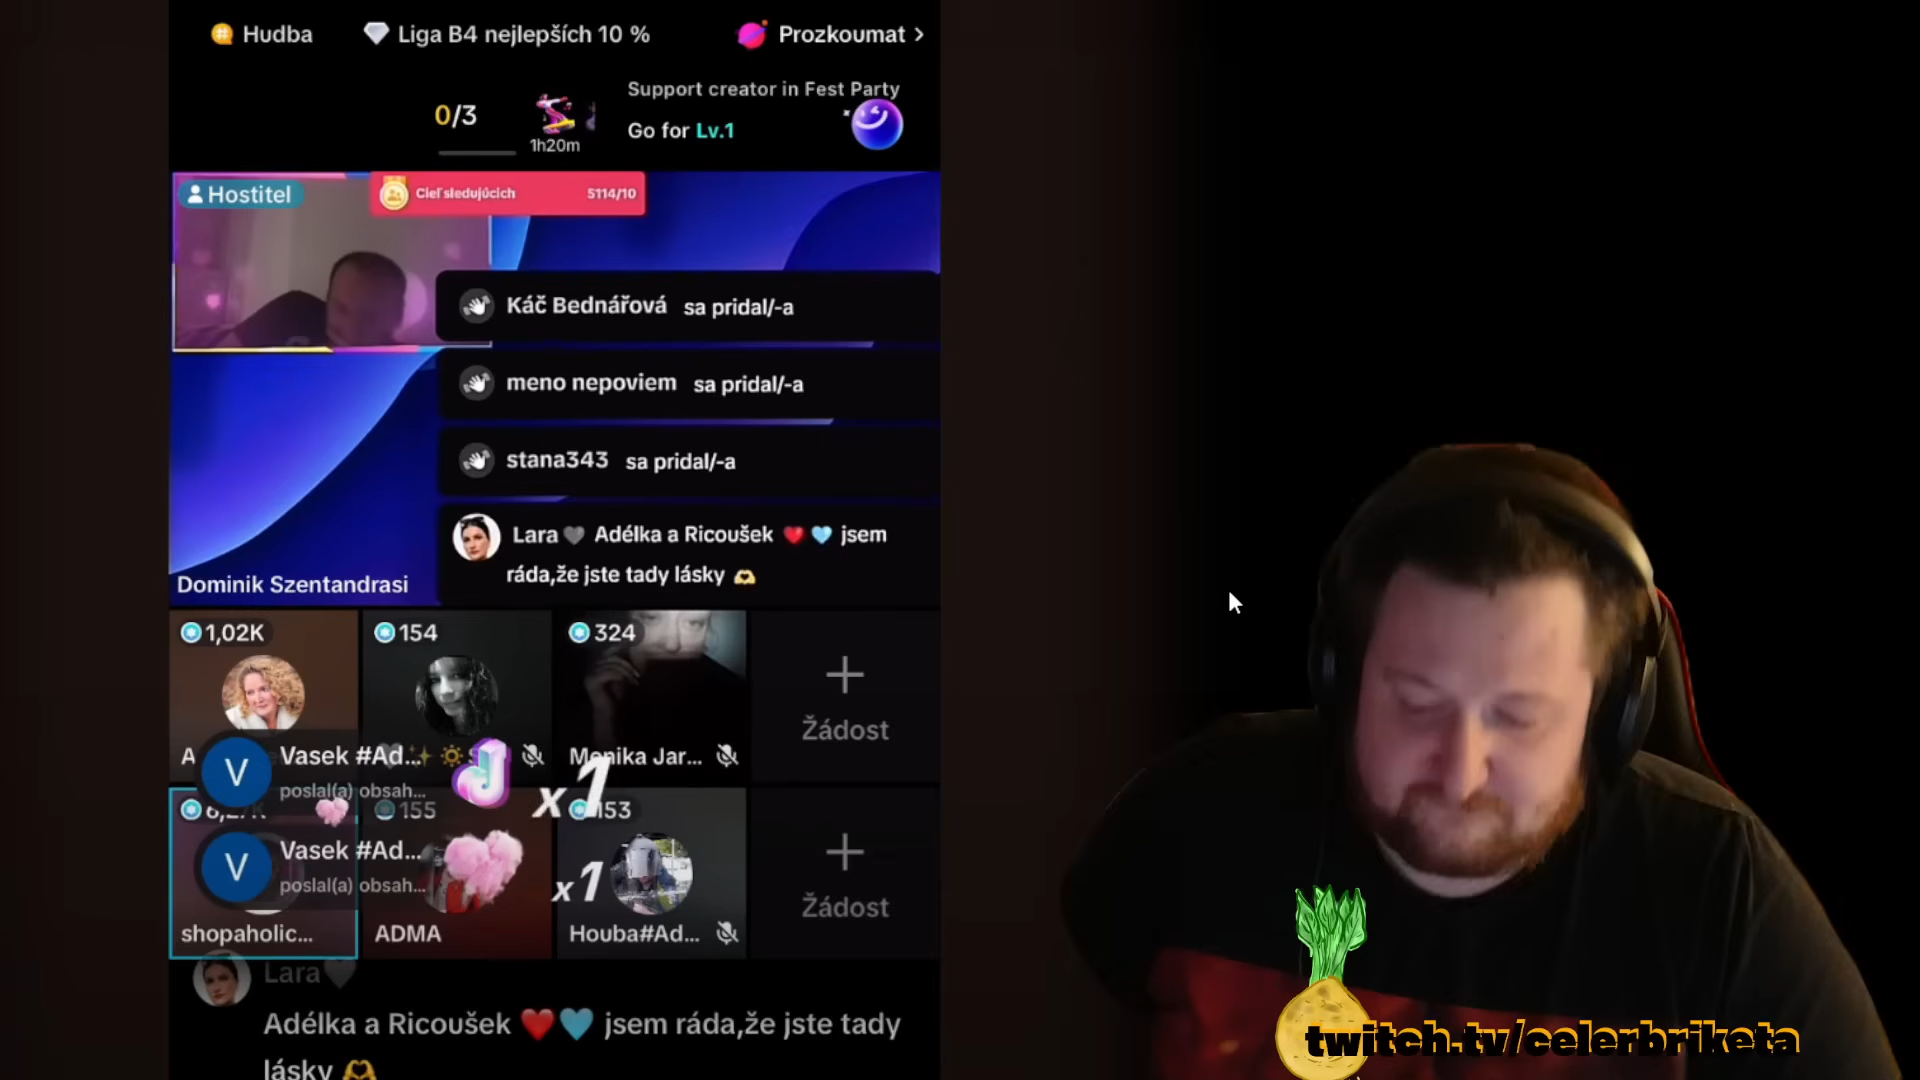 Hudba
Liga B4 nejlepších 10 %
Prozkoumat >
0/3
1h20m
Support creator in Fest Party
Go for Lv.1
Hostitel
Cieľ sledujúcich 5114/10
Káč Bednářová sa pridal/-a
meno nepoviem sa pridal/-a
stana343 sa pridal/-a
Lara🩶 Adélka a Ricoušek ❤️🩵 jsem
ráda,že jste tady lásky 🫶
Dominik Szentandrasi
1,02K
154
324
Žádost
A
Monika Jar...
Vasek #Ad...
poslal(a) obsah...
x1
155
153
Vasek #Ad...
poslal(a) obsah...
x1
Žádost
shopaholic...
ADMA
Houba#Ad...
Lara🩶
Adélka a Ricoušek ❤️🩵 jsem ráda,že jste tady
lásky 🫶
twitch.tv/celerbriketa